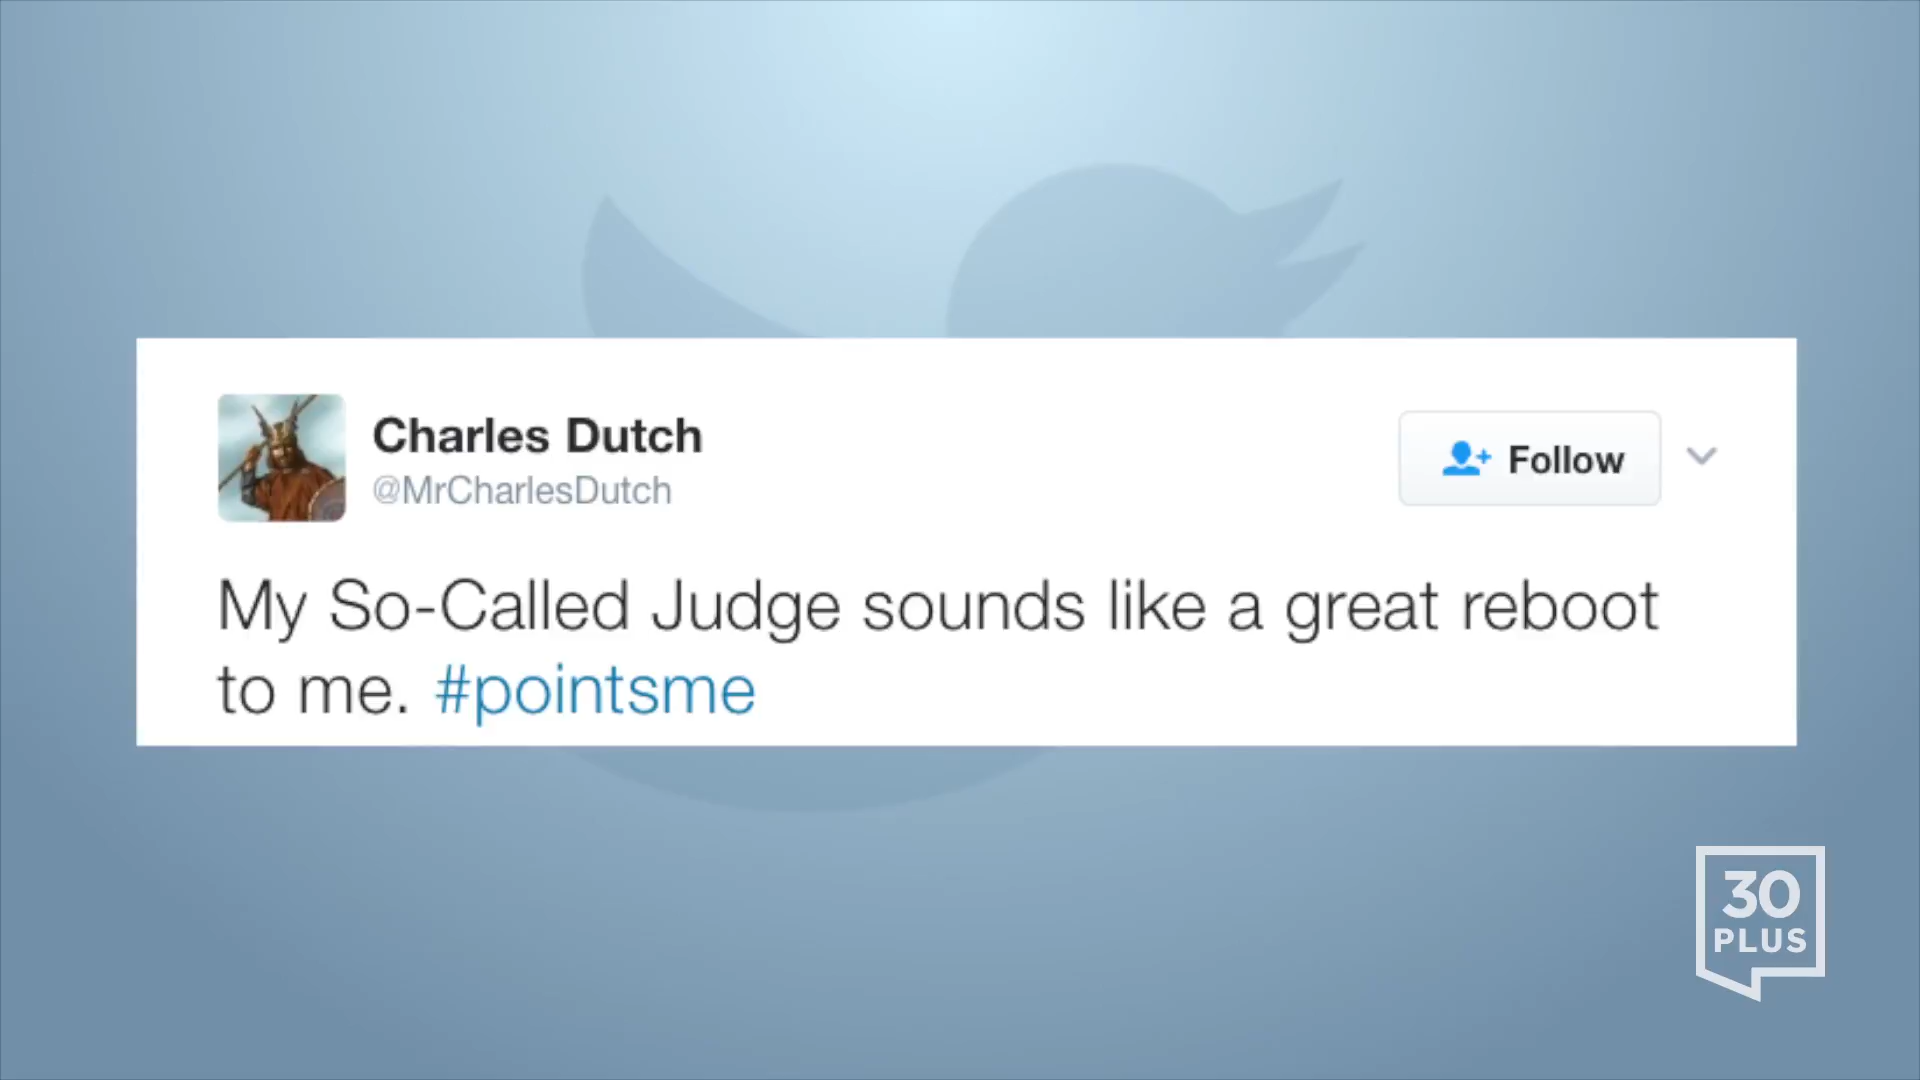 Charles Dutch
@MrCharlesDutch
Follow
My So-Called Judge sounds like a great reboot
to me. #pointsme
30
PLUS